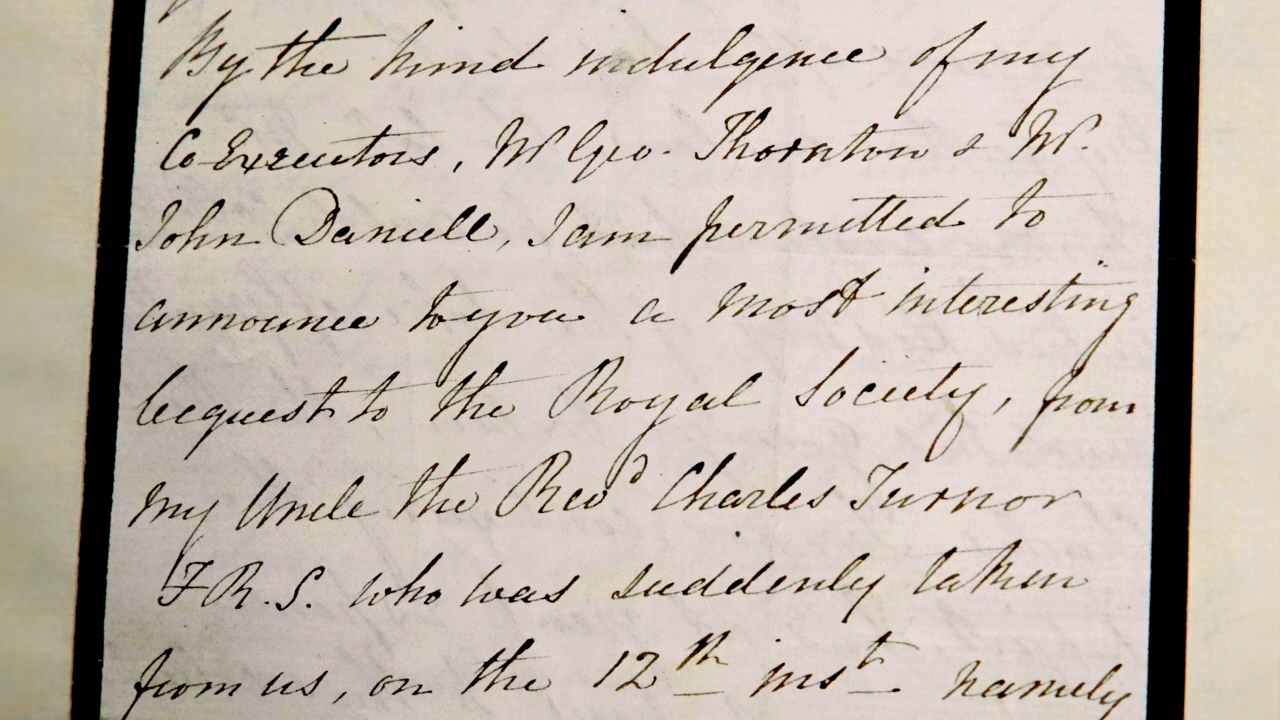 By the kind indulgence of my
Co-Executors, Mr Geo. Thornton & Mr.
John Daniell, I am permitted to
announce to you a most interesting
bequest to the Royal Society, from
my Uncle the Revd Charles Turnor
F.R.S. who was suddenly taken
from us, on the 12th inst. namely